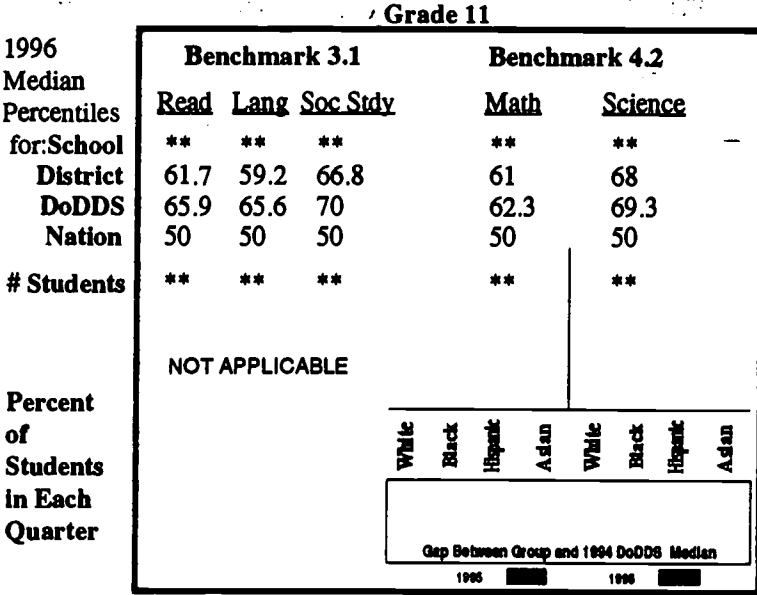 Grade 11
1996
Median
Percentiles
for:School
District
DoDDS
Nation
# Students
Benchmark 3.1 Benchmark 4.2
Read Lang Soc Stdy Math Science
** ** ** ** **
61.7 59.2 66.8 61 68
65.9 65.6 70 62.3 69.3
50 50 50 50 50
** ** ** ** **
NOT APPLICABLE
Percent
of
Students
in Each
Quarter
White Black Hispanic Asian White Black Hispanic Asian
Gap Between Group and 1994 DoDDS Median
1995